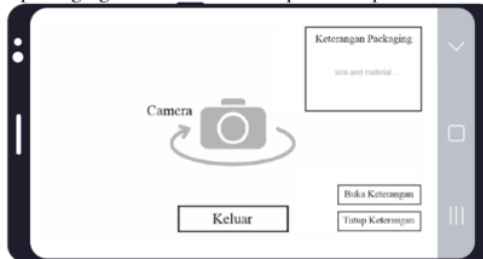 Keterangan Packaging
size and material ...
Camera
Buka Keterangan
Keluar
Tutup Keterangan